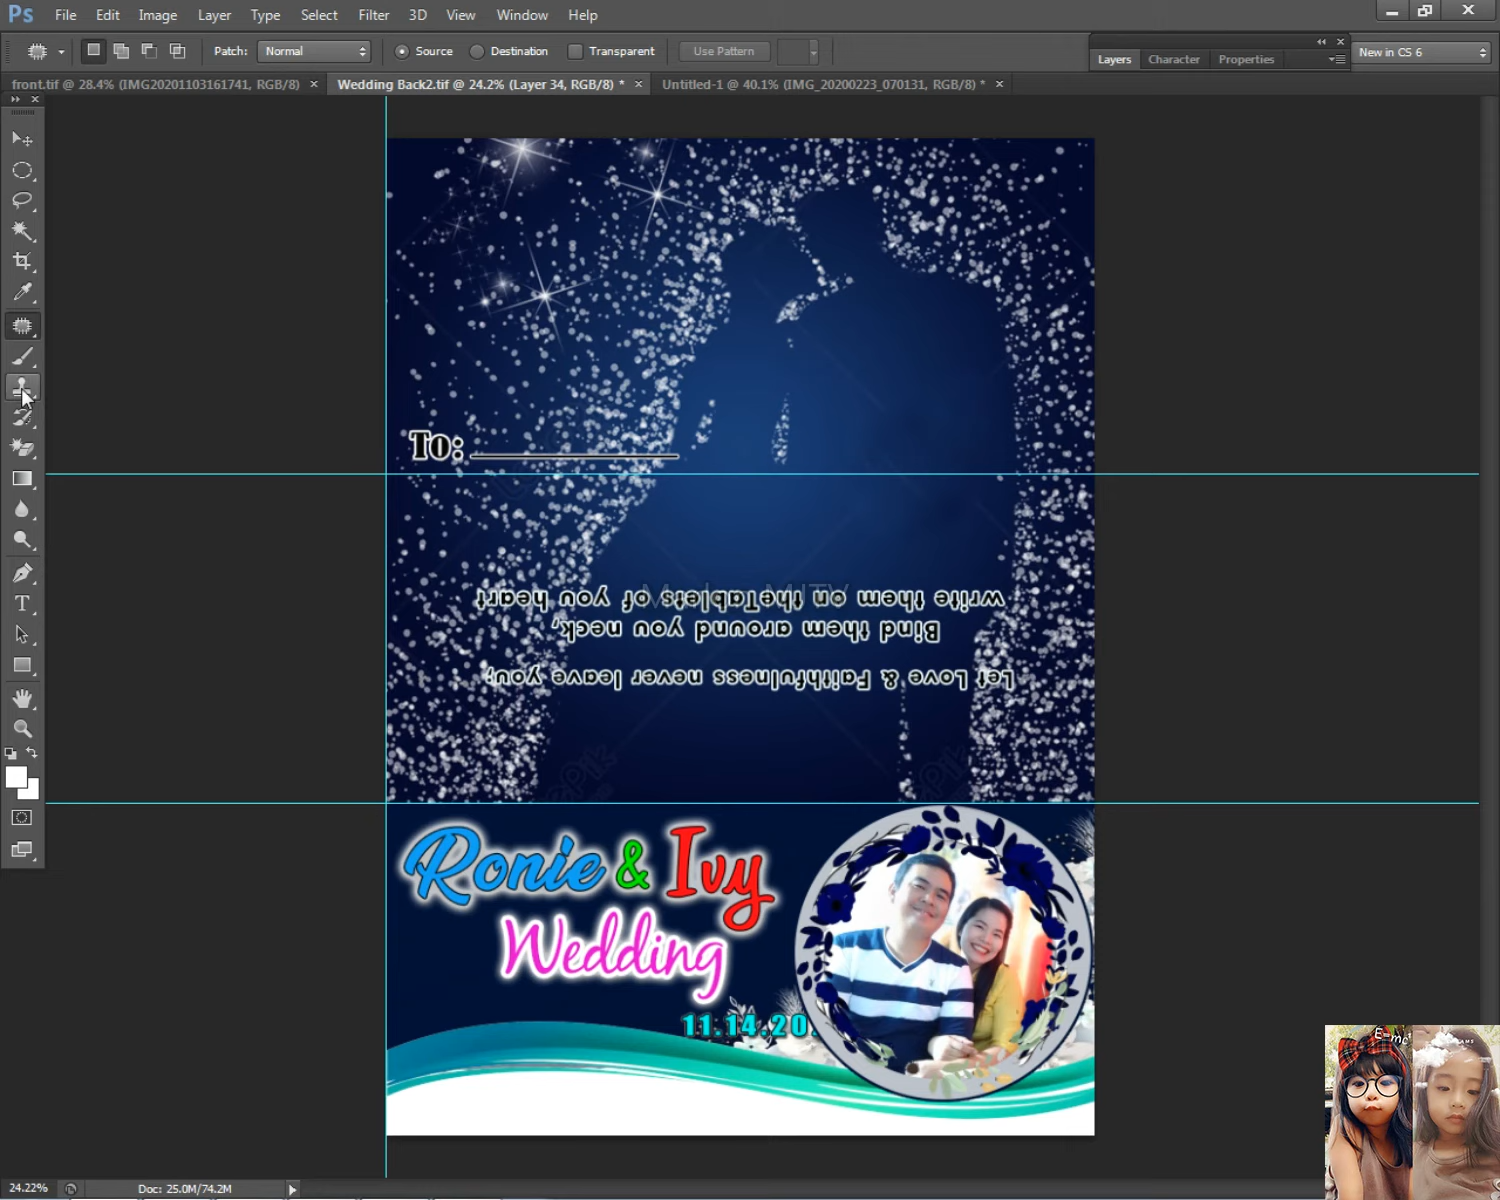 Ps File Edit Image Layer Type Select Filter 3D View Window Help
Patch: Normal Source Destination Transparent Use Pattern
Layers Character Properties
New in CS 6
front.tif @ 28.4% (IMG20201103161741, RGB/8) ×
Wedding Back2.tif @ 24.2% (Layer 34, RGB/8) * ×
Untitled-1 @ 40.1% (IMG_20200223_070131, RGB/8) * ×
To:
Let Love & Faithfulness never leave you;
Bind them around you neck,
write them on theTablets of you heart
Ronie & Ivy
Wedding
11.14.20
E=mc²
24.22% Doc: 25.0M/74.2M